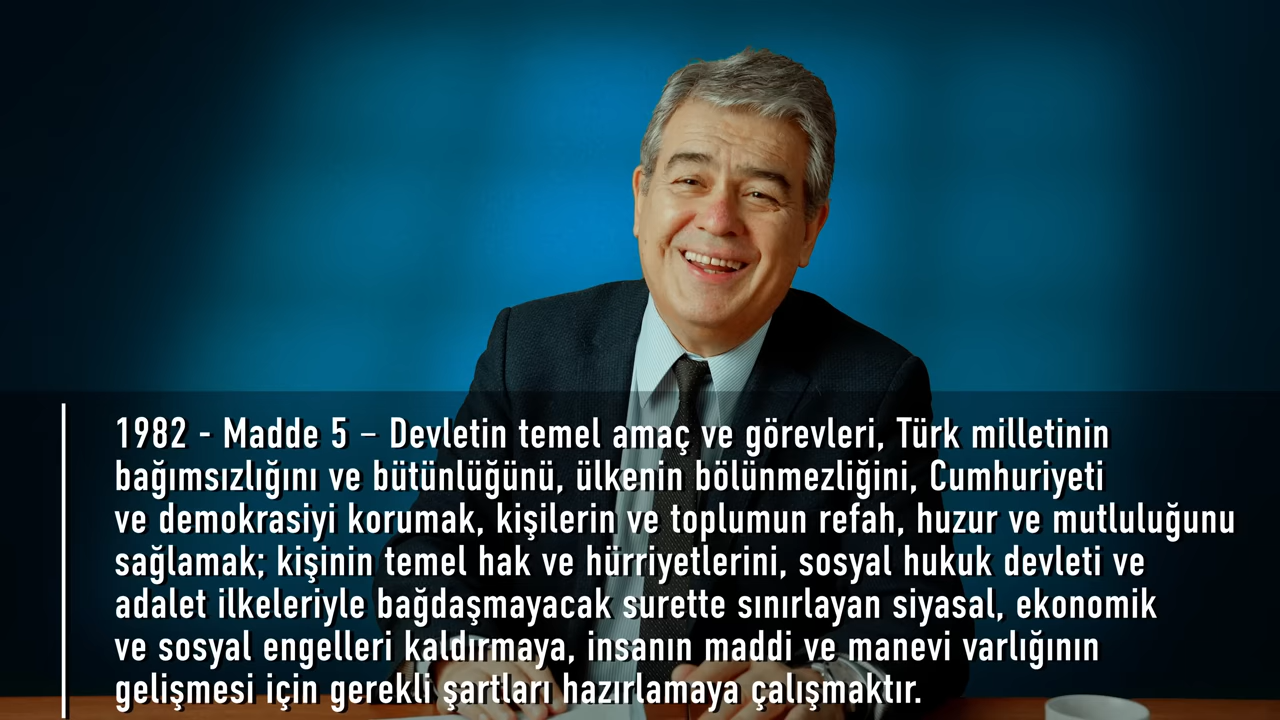 1982 - Madde 5 – Devletin temel amaç ve görevleri, Türk milletinin
bağımsızlığını ve bütünlüğünü, ülkenin bölünmezliğini, Cumhuriyeti
ve demokrasiyi korumak, kişilerin ve toplumun refah, huzur ve mutluluğunu
sağlamak; kişinin temel hak ve hürriyetlerini, sosyal hukuk devleti ve
adalet ilkeleriyle bağdaşmayacak surette sınırlayan siyasal, ekonomik
ve sosyal engelleri kaldırmaya, insanın maddi ve manevi varlığının
gelişmesi için gerekli şartları hazırlamaya çalışmaktır.